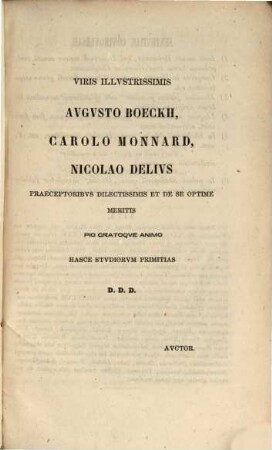 VIRIS ILLVSTRISSIMIS
AVGVSTO BOECKH,
CAROLO MONNARD,
NICOLAO DELIVS
PRAECEPTORIBVS DILECTISSIMIS ET DE SE OPTIME
MERITIS
PIO GRATOQVE ANIMO
HASCE STVDIORVM PRIMITIAS
D. D. D.
AVCTOR.